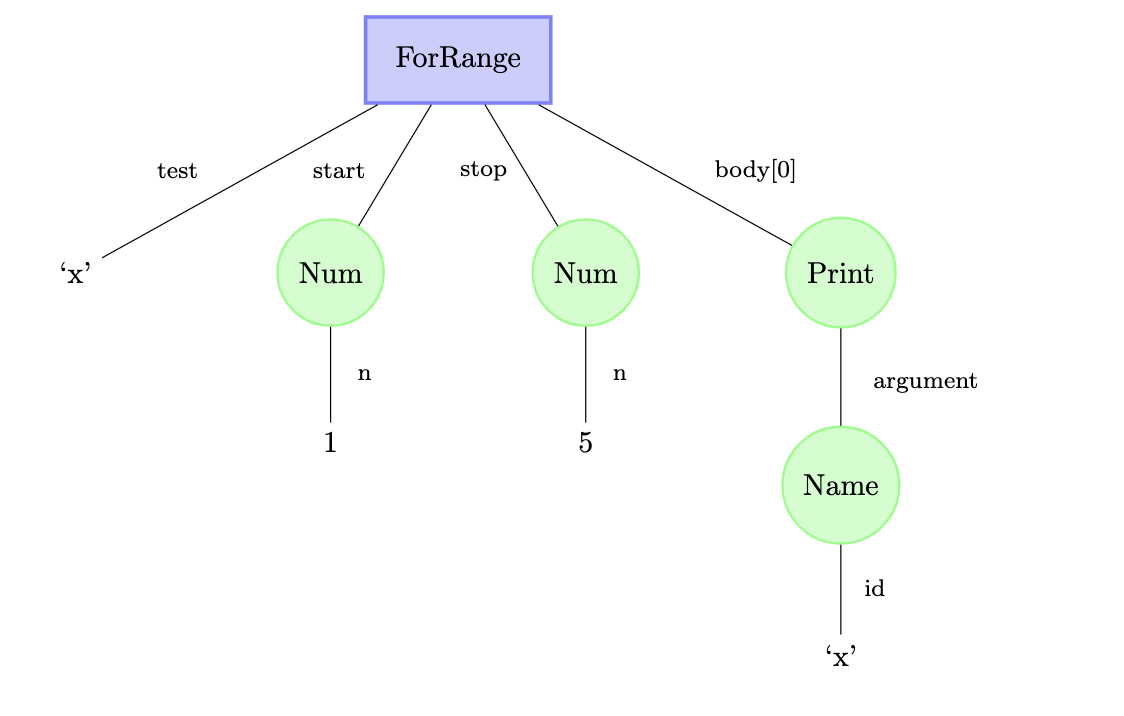 ForRange
test
start
stop
body[0]
‘x’
Num
Num
Print
n
n
argument
1
5
Name
id
‘x’